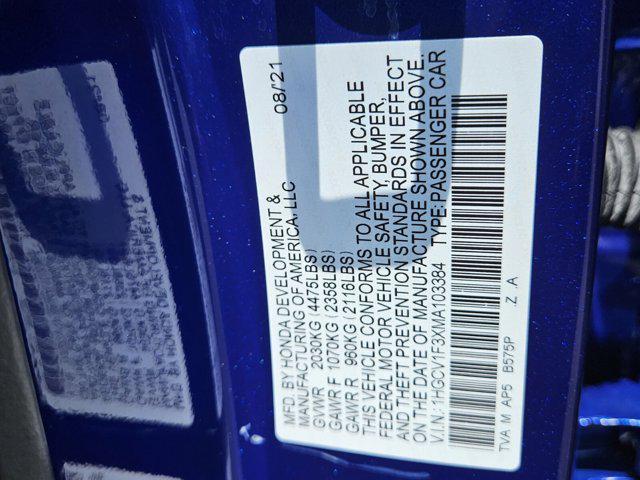 MFD. BY HONDA DEVELOPMENT & 08/21
MANUFACTURING OF AMERICA, LLC
GVWR 2030KG (4475LBS)
GAWR F 1070KG (2358LBS)
GAWR R 960KG (2116LBS)
THIS VEHICLE CONFORMS TO ALL APPLICABLE
FEDERAL MOTOR VEHICLE SAFETY, BUMPER,
AND THEFT PREVENTION STANDARDS IN EFFECT
ON THE DATE OF MANUFACTURE SHOWN ABOVE.
V.I.N.: 1HGCV1F3XMA103384 TYPE: PASSENGER CAR
TVA M AP5 B575P Z .A